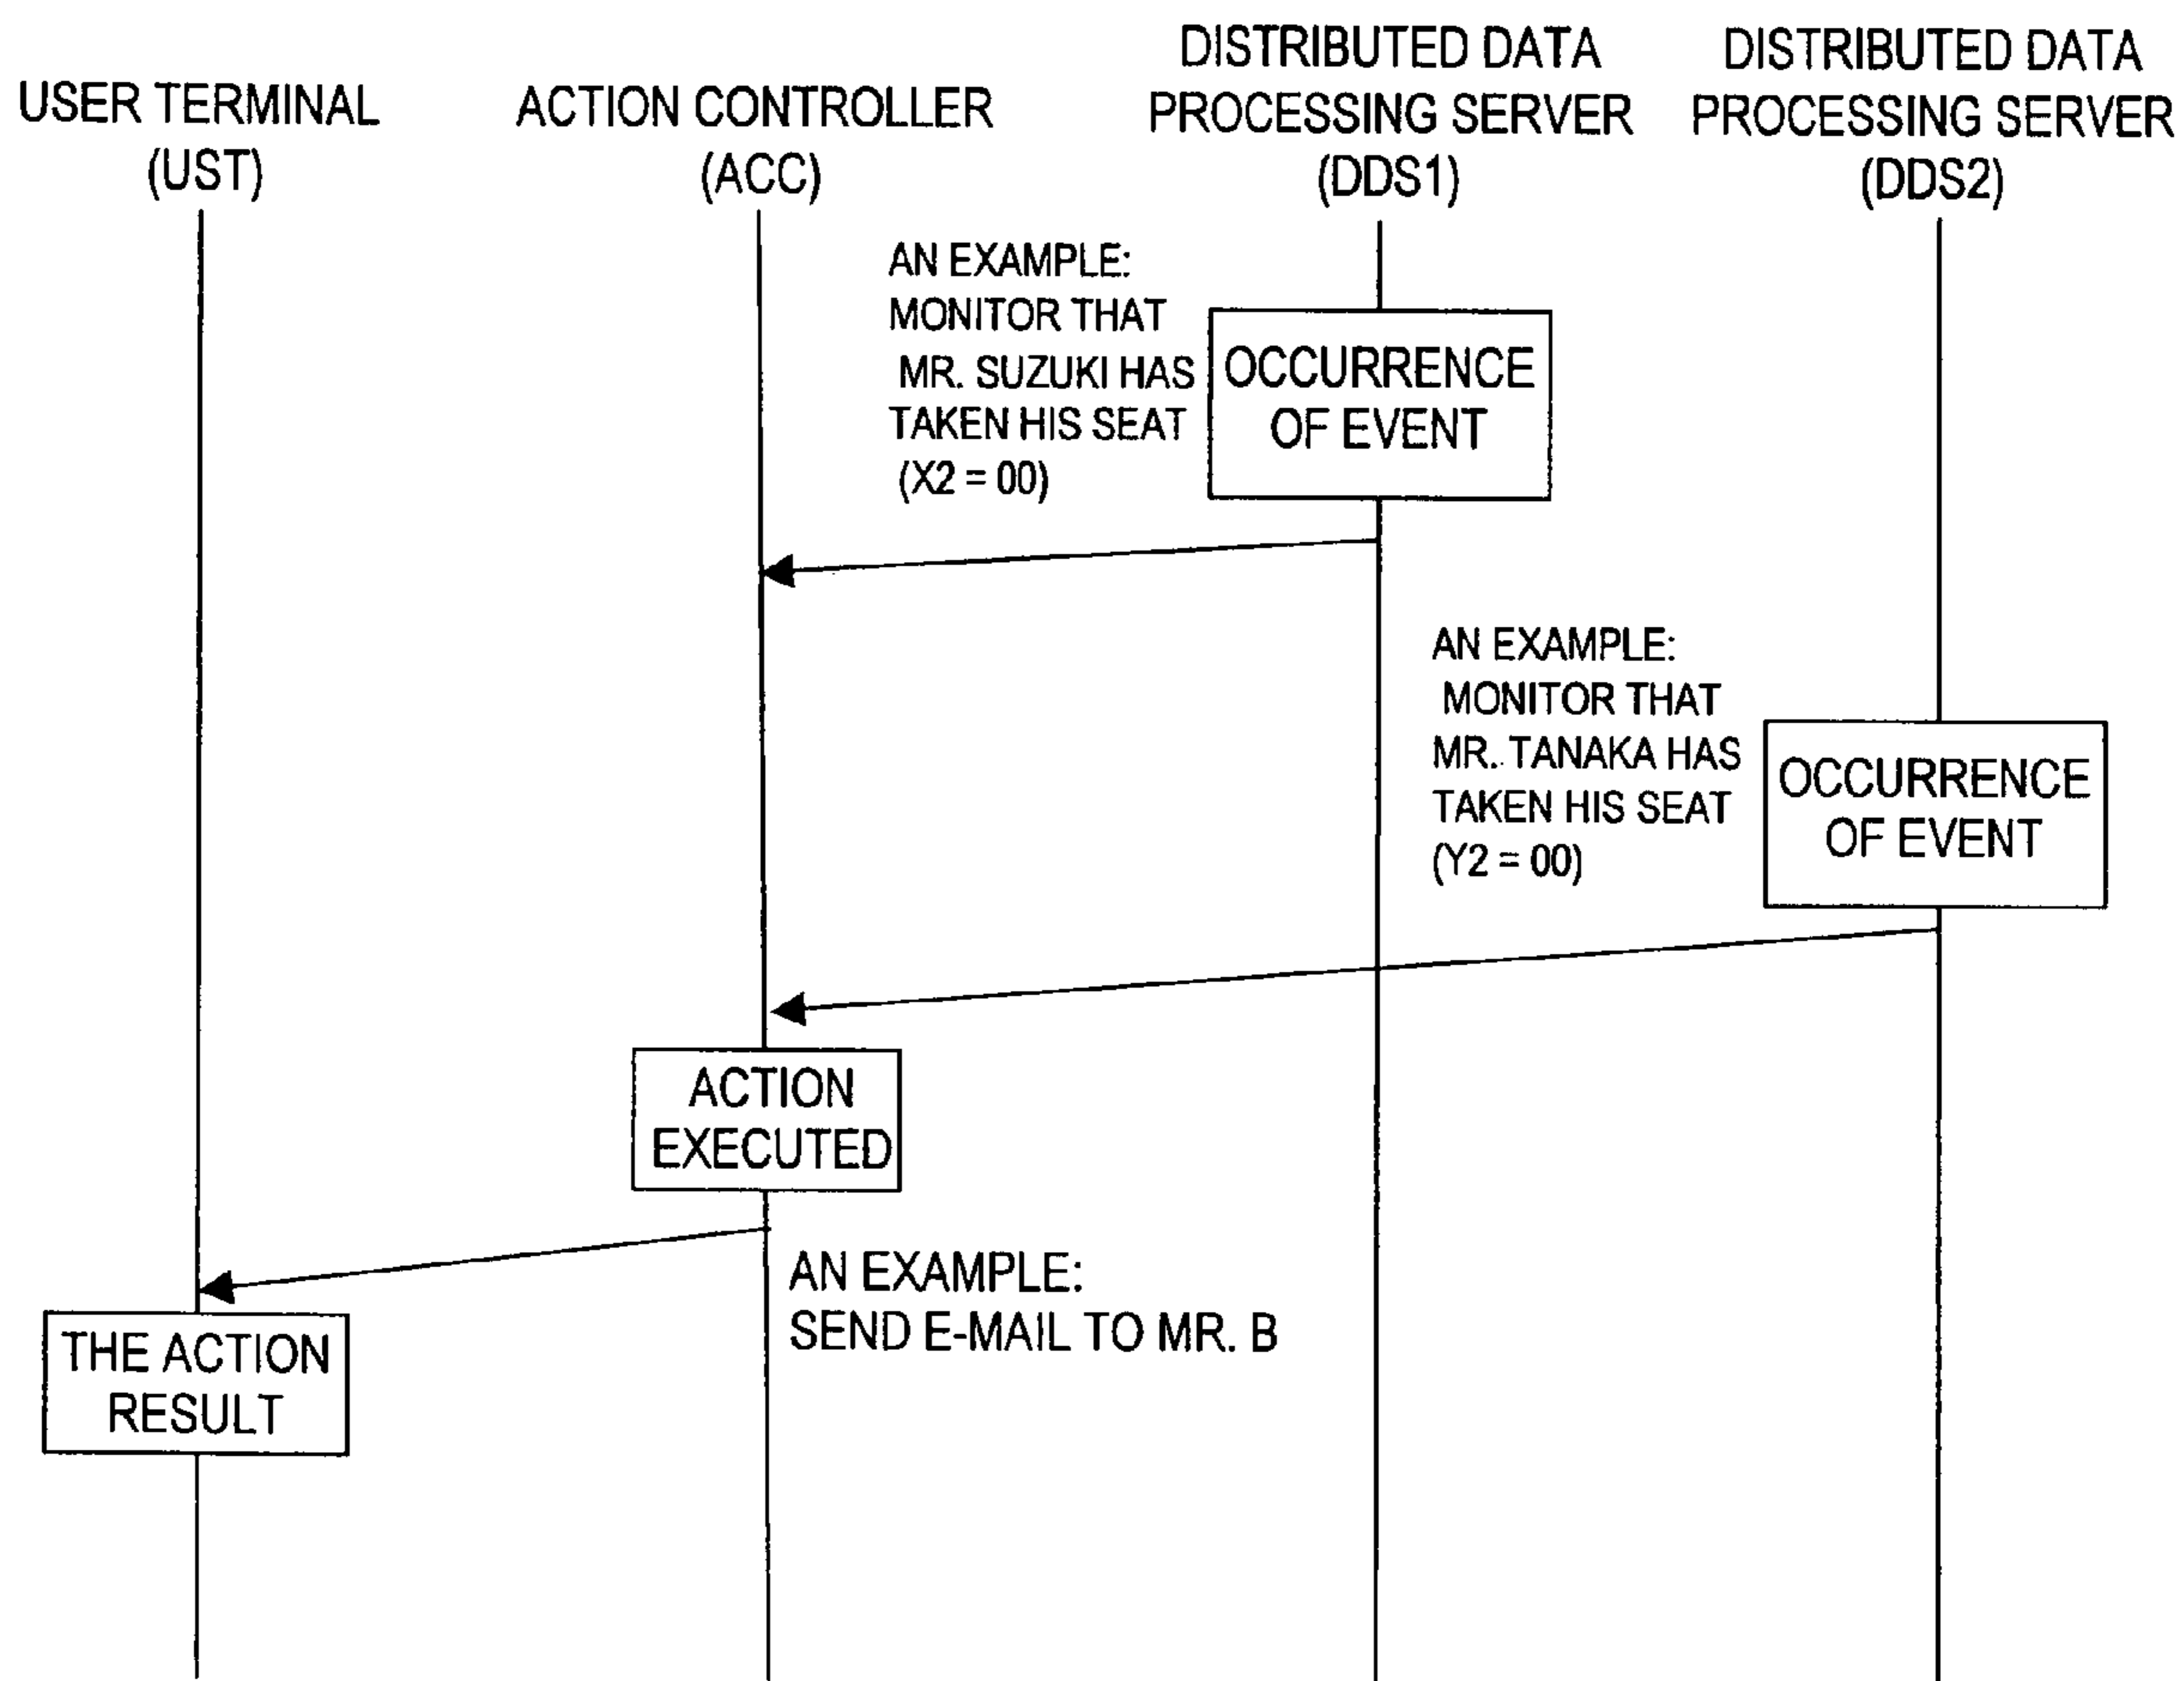 USER TERMINAL
(UST)
ACTION CONTROLLER
(ACC)
DISTRIBUTED DATA
PROCESSING SERVER
(DDS1)
DISTRIBUTED DATA
PROCESSING SERVER
(DDS2)
AN EXAMPLE:
MONITOR THAT
MR. SUZUKI HAS
TAKEN HIS SEAT
(X2 = 00)
OCCURRENCE
OF EVENT
AN EXAMPLE:
MONITOR THAT
MR. TANAKA HAS
TAKEN HIS SEAT
(Y2 = 00)
OCCURRENCE
OF EVENT
ACTION
EXECUTED
AN EXAMPLE:
SEND E-MAIL TO MR. B
THE ACTION
RESULT